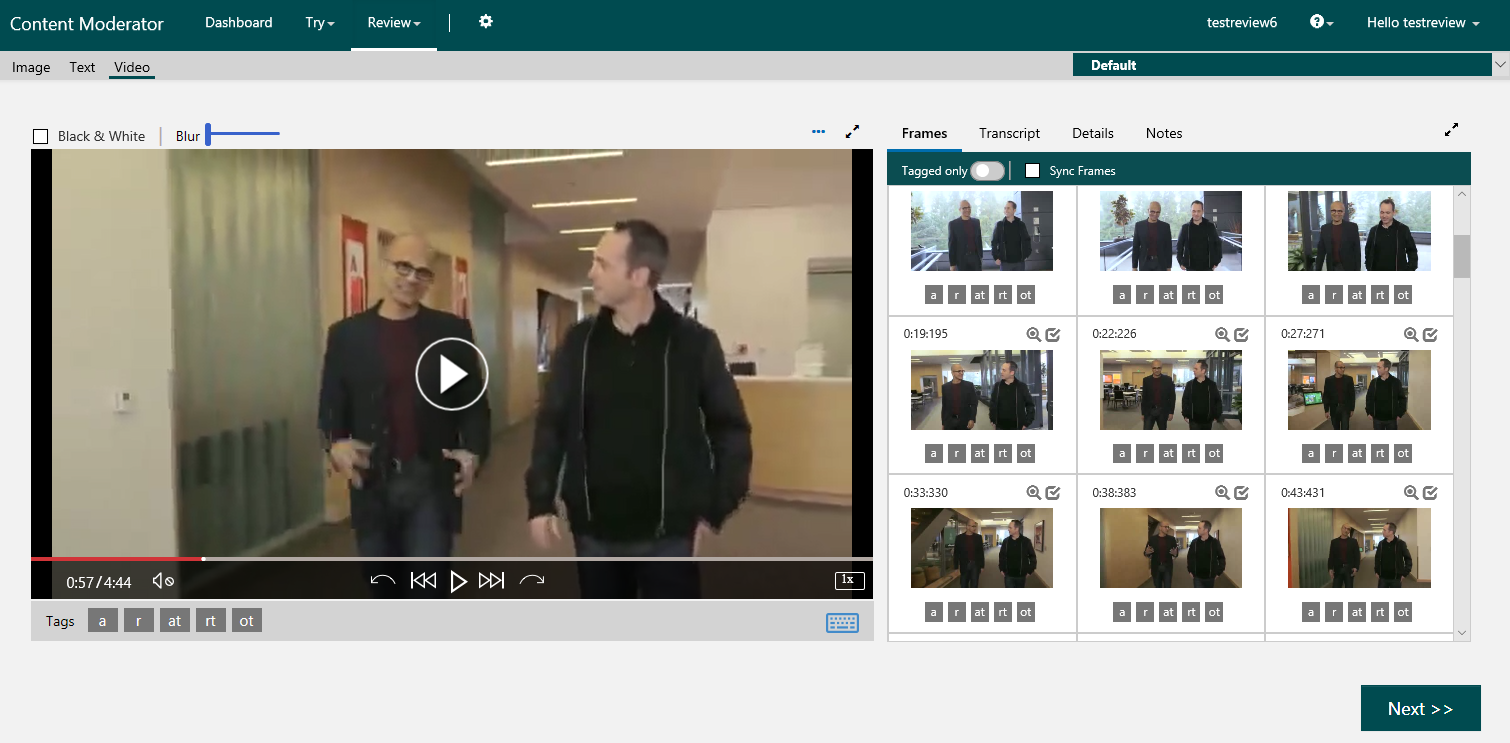 Content Moderator Dashboard Try Review testreview6 ? Hello testreview
Image Text Video Default
Black & White Blur ...
0:57/4:44 1x
Tags a r at rt ot
Frames Transcript Details Notes
Tagged only Sync Frames
a r at rt ot a r at rt ot a r at rt ot
0:19:195 0:22:226 0:27:271
a r at rt ot a r at rt ot a r at rt ot
0:33:330 0:38:383 0:43:431
a r at rt ot a r at rt ot a r at rt ot
Next >>